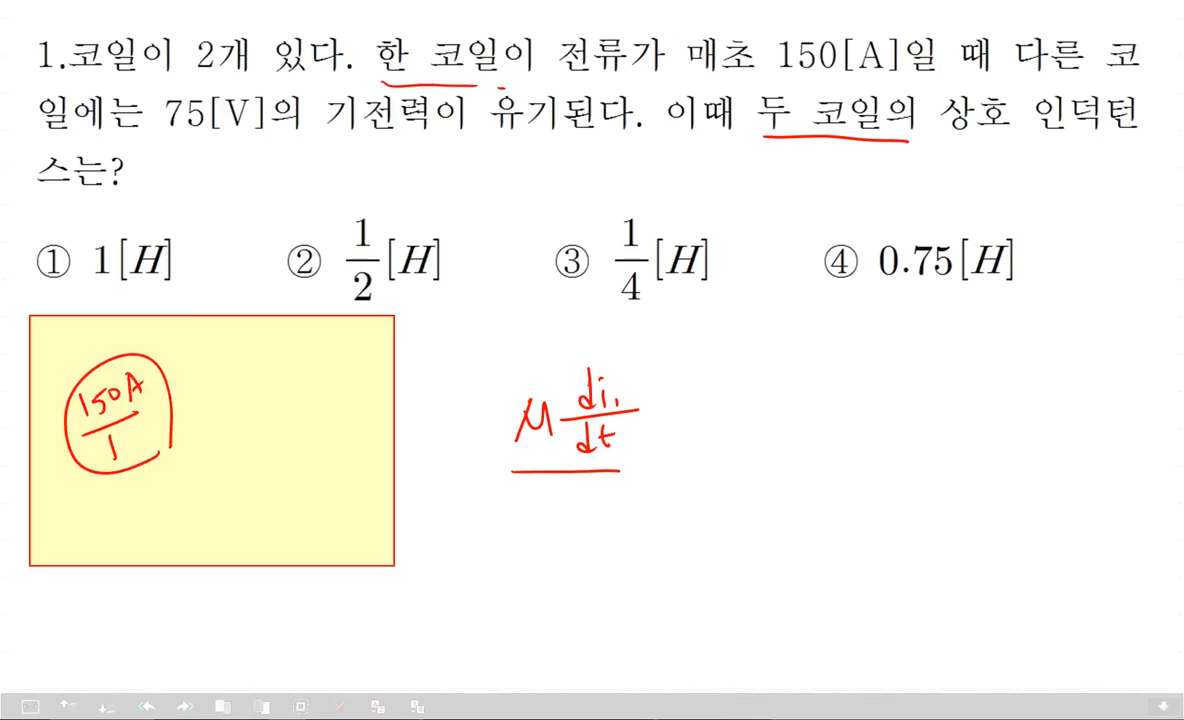 1.코일이 2개 있다. 한 코일이 전류가 매초 150[A]일 때 다른 코
일에는 75[V]의 기전력이 유기된다. 이때 두 코일의 상호 인덕턴
스는?
① 1[H] ② 1/2[H] ③ 1/4[H] ④ 0.75[H]
150A/1
M di₁/dt